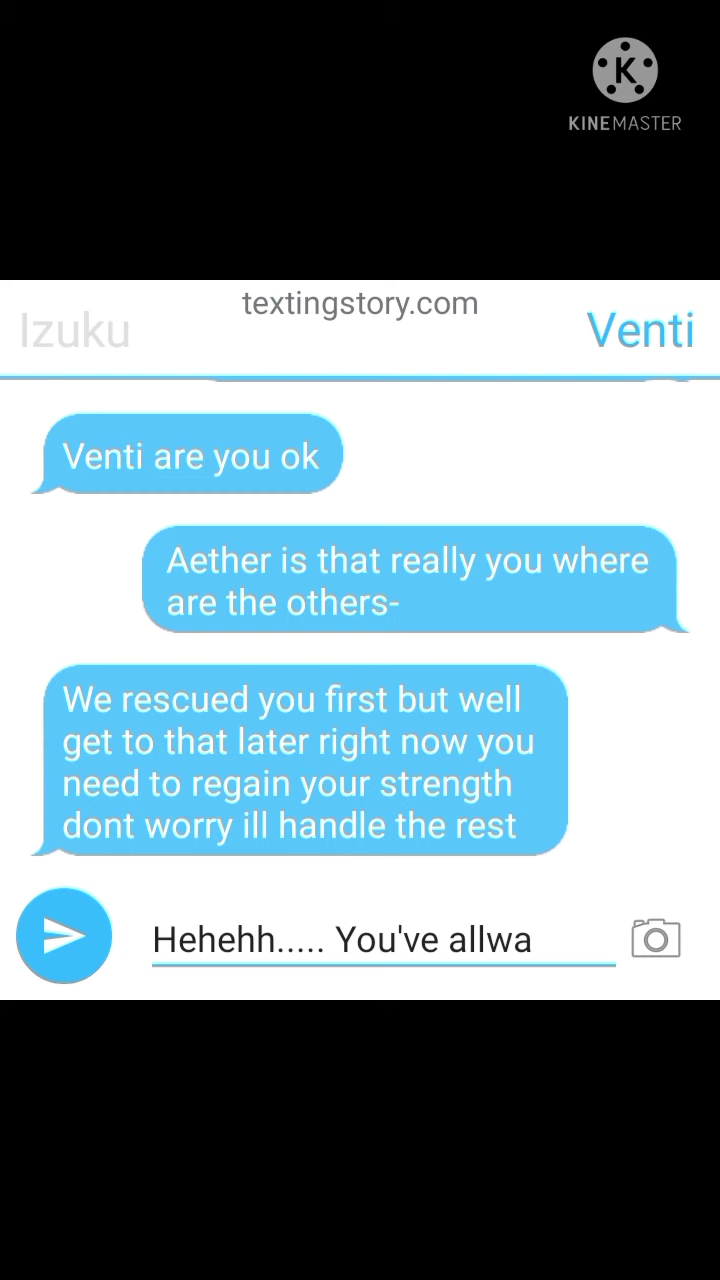 K
KINEMASTER
textingstory.com
Izuku
Venti
Venti are you ok
Aether is that really you where
are the others-
We rescued you first but well
get to that later right now you
need to regain your strength
dont worry ill handle the rest
Hehehh..... You've allwa